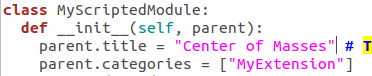 class MyScriptedModule:
  def __init__(self, parent):
    parent.title = "Center of Masses" # T
    parent.categories = ["MyExtension"]